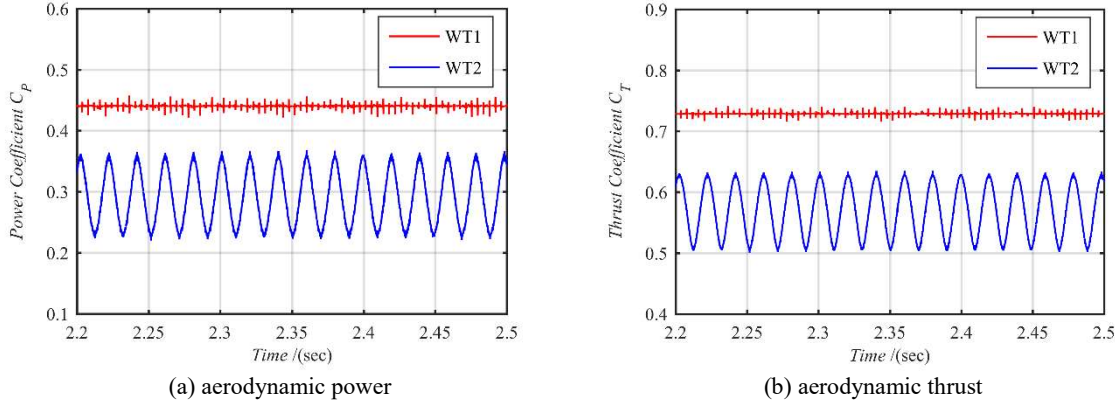 0.6
0.5
0.4
0.3
0.2
0.1
Power Coefficient C_P
WT1
WT2
2.2 2.25 2.3 2.35 2.4 2.45 2.5
Time /(sec)
(a) aerodynamic power
0.9
0.8
0.7
0.6
0.5
0.4
Thrust Coefficient C_T
WT1
WT2
2.2 2.25 2.3 2.35 2.4 2.45 2.5
Time /(sec)
(b) aerodynamic thrust